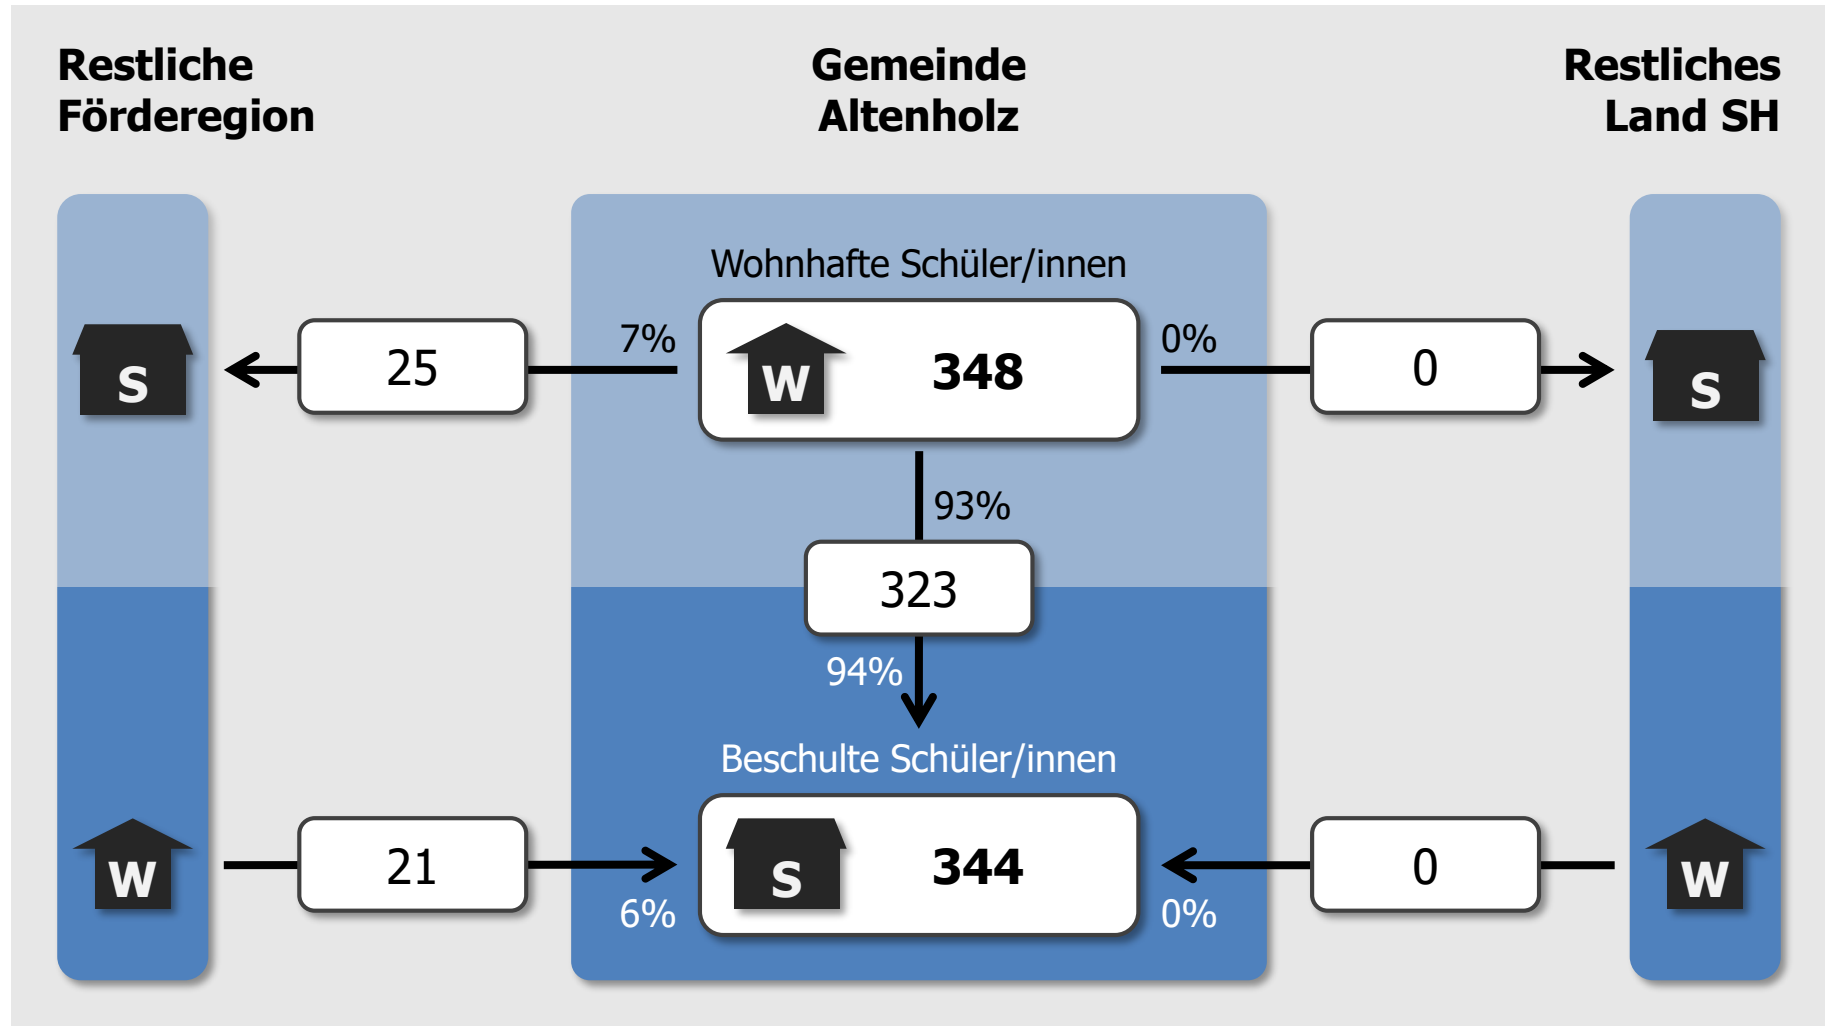 Restliche
Förderegion
Gemeinde
Altenholz
Restliches
Land SH
Wohnhafte Schüler/innen
S
25
7%
W
348
0%
0
S
93%
323
94%
Beschulte Schüler/innen
W
21
6%
S
344
0%
0
W